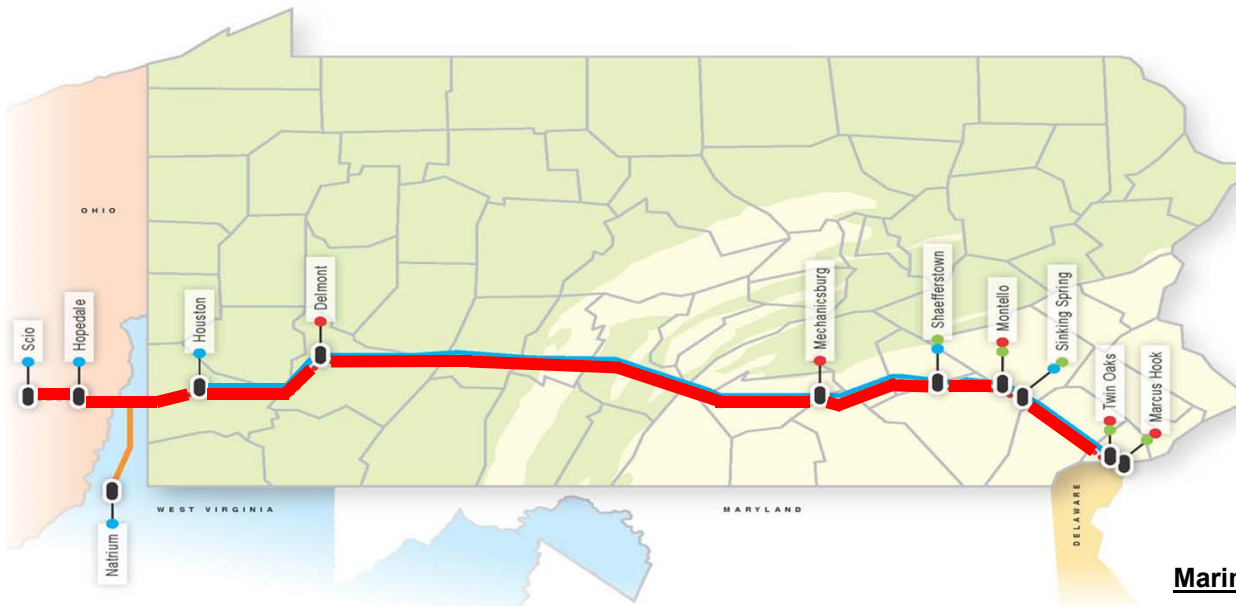 OHIO
Scio
Hopedale
Natrium
WEST VIRGINIA
Houston
Delmont
Mechanicsburg
MARYLAND
Shaefferstown
Montello
Sinking Spring
Twin Oaks
Marcus Hook
DELAWARE